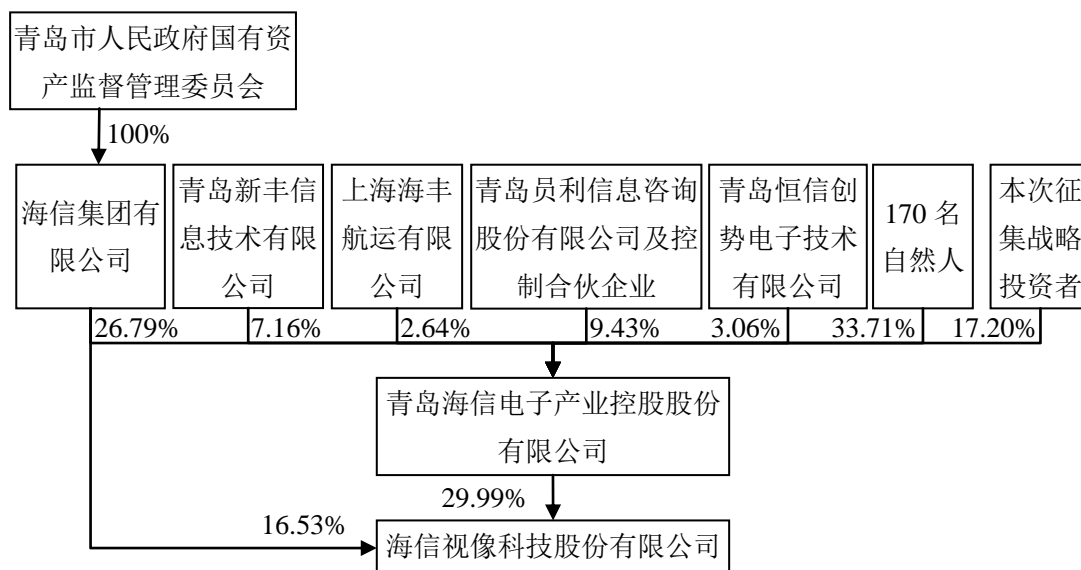 青岛市人民政府国有资
产监督管理委员会
100%
海信集团有
限公司
青岛新丰信
息技术有限
公司
上海海丰
航运有限
公司
青岛员利信息咨询
股份有限公司及控
制合伙企业
青岛恒信创
势电子技术
有限公司
170 名
自然人
本次征
集战略
投资者
26.79%
7.16%
2.64%
9.43%
3.06%
33.71%
17.20%
青岛海信电子产业控股股份
有限公司
29.99%
16.53%
海信视像科技股份有限公司